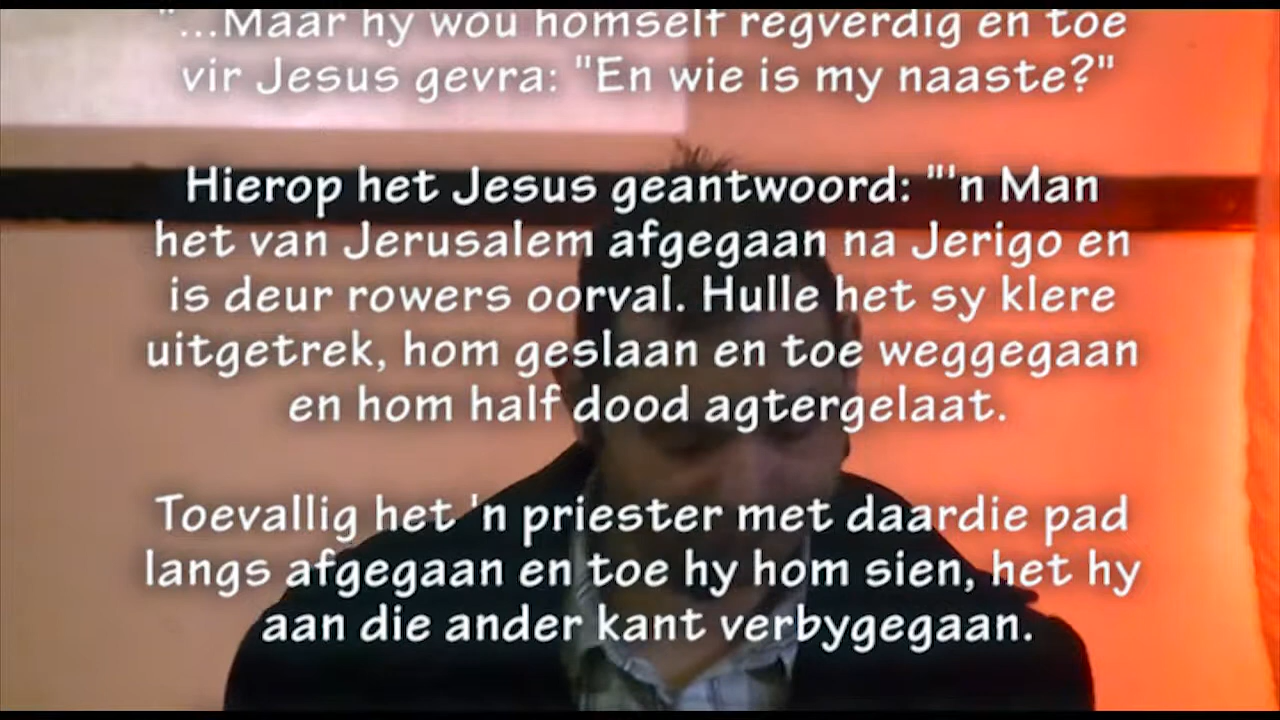 "...Maar hy wou homself regverdig en toe
vir Jesus gevra: "En wie is my naaste?"
Hierop het Jesus geantwoord: "'n Man
het van Jerusalem afgegaan na Jerigo en
is deur rowers oorval. Hulle het sy klere
uitgetrek, hom geslaan en toe weggegaan
en hom half dood agtergelaat.
Toevallig het 'n priester met daardie pad
langs afgegaan en toe hy hom sien, het hy
aan die ander kant verbygegaan.